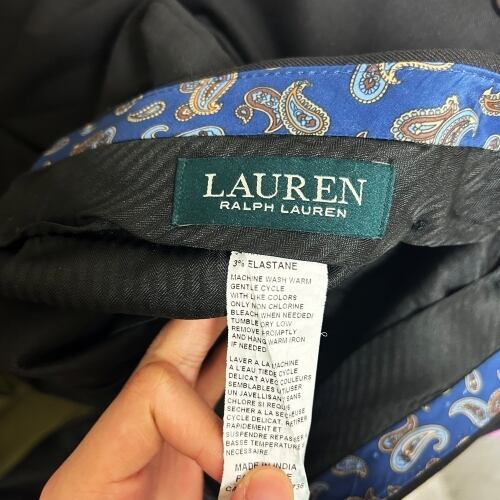 LAUREN
RALPH LAUREN
3% ELASTANE
MACHINE WASH WARM
GENTLE CYCLE
WITH LIKE COLORS
ONLY NON CHLORINE
BLEACH WHEN NEEDED/
TUMBLE DRY LOW
REMOVE PROMPTLY
AND HANG WARM IRON
IF NEEDED
LAVER A LA MACHINE
A L'EAU TIEDE CYCLE
DELICAT AVEC COULEURS
SEMBLABLES UTILISER
UN JAVELLISANT SANS
CHLORE SI REQUIS
SECHER A LA SECHEUSE
CYCLE DELICAT, RETIRER
RAPIDEMENT ET
SUSPENDRE REPASSER A
BASSE TEMPERATURE
NECESSAIRE
MADE IN INDIA